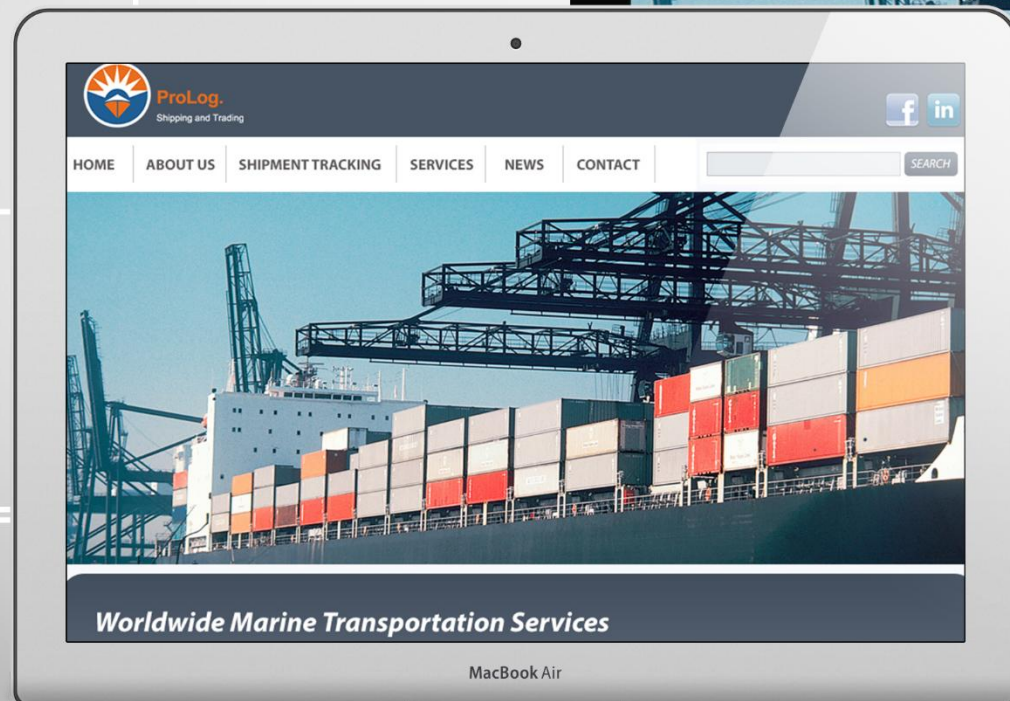 ProLog.
Shipping and Trading
f in
HOME ABOUT US SHIPMENT TRACKING SERVICES NEWS CONTACT SEARCH
Worldwide Marine Transportation Services
MacBook Air